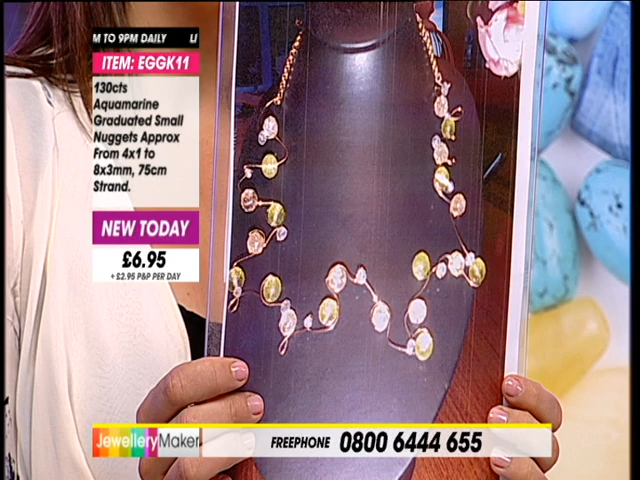 M TO 9PM DAILY LI
ITEM: EGGK11
130cts
Aquamarine
Graduated Small
Nuggets Approx
From 4x1 to
8x3mm, 75cm
Strand.
NEW TODAY
£6.95
+£2.95 P&P PER DAY
JewelleryMaker
FREEPHONE 0800 6444 655